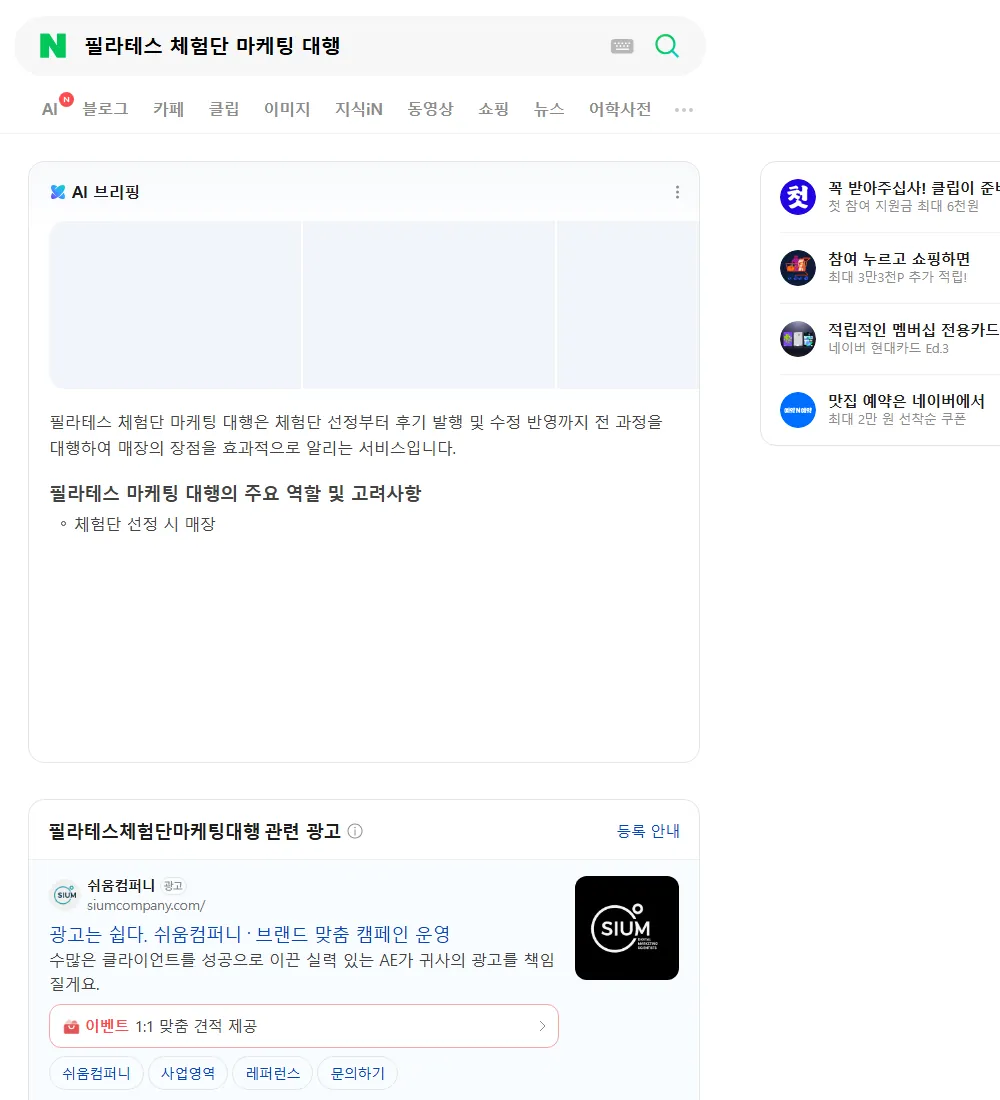 필라테스 체험단 마케팅 대행
AI N 블로그 카페 클립 이미지 지식iN 동영상 쇼핑 뉴스 어학사전
AI 브리핑
필라테스 체험단 마케팅 대행은 체험단 선정부터 후기 발행 및 수정 반영까지 전 과정을
대행하여 매장의 장점을 효과적으로 알리는 서비스입니다.
필라테스 마케팅 대행의 주요 역할 및 고려사항
체험단 선정 시 매장
필라테스체험단마케팅대행 관련 광고
등록 안내
SIUM
쉬움컴퍼니 광고
siumcompany.com/
광고는 쉽다. 쉬움컴퍼니 · 브랜드 맞춤 캠페인 운영
수많은 클라이언트를 성공으로 이끈 실력 있는 AE가 귀사의 광고를 책임
질게요.
SIUM
DIGITAL
MARKETING
SCIENTISTS
이벤트 1:1 맞춤 견적 제공
쉬움컴퍼니 사업영역 레퍼런스 문의하기
첫
꼭 받아주십사! 클립이 준
첫 참여 지원금 최대 6천원
참여 누르고 쇼핑하면
최대 3만3천P 추가 적립!
적립적인 멤버십 전용카드
네이버 현대카드 Ed.3
맛집 예약은 네이버에서
최대 2만 원 선착순 쿠폰